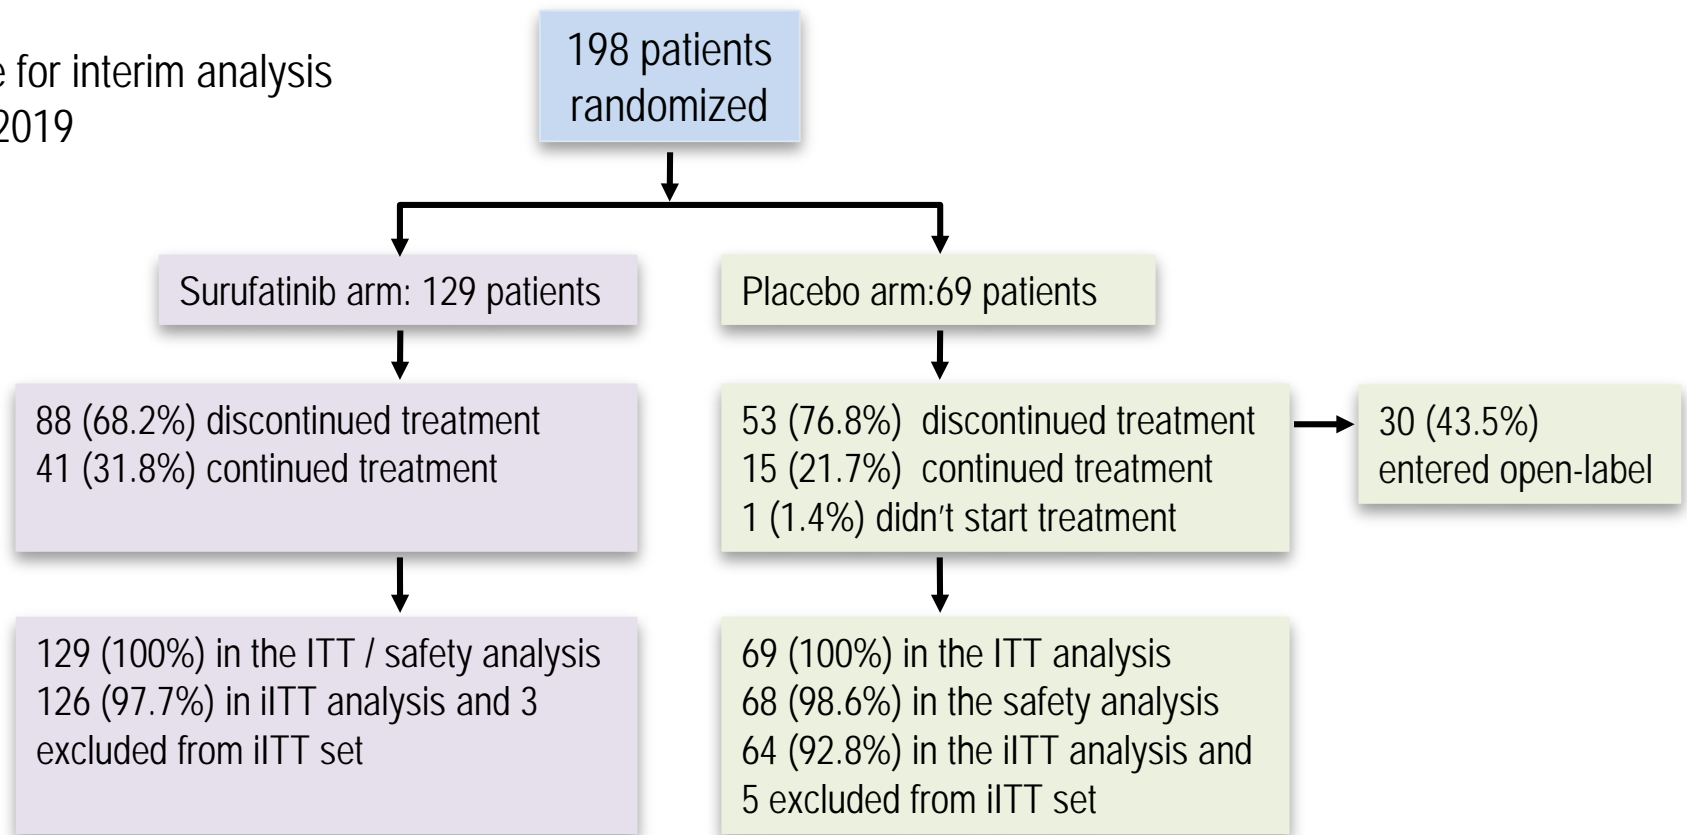 for interim analysis
2019
198 patients
randomized
Surufatinib arm: 129 patients
Placebo arm:69 patients
88 (68.2%) discontinued treatment
41 (31.8%) continued treatment
53 (76.8%) discontinued treatment
15 (21.7%) continued treatment
1 (1.4%) didn't start treatment
30 (43.5%)
entered open-label
129 (100%) in the ITT / safety analysis
126 (97.7%) in iITT analysis and 3
excluded from iITT set
69 (100%) in the ITT analysis
68 (98.6%) in the safety analysis
64 (92.8%) in the iITT analysis and
5 excluded from iITT set